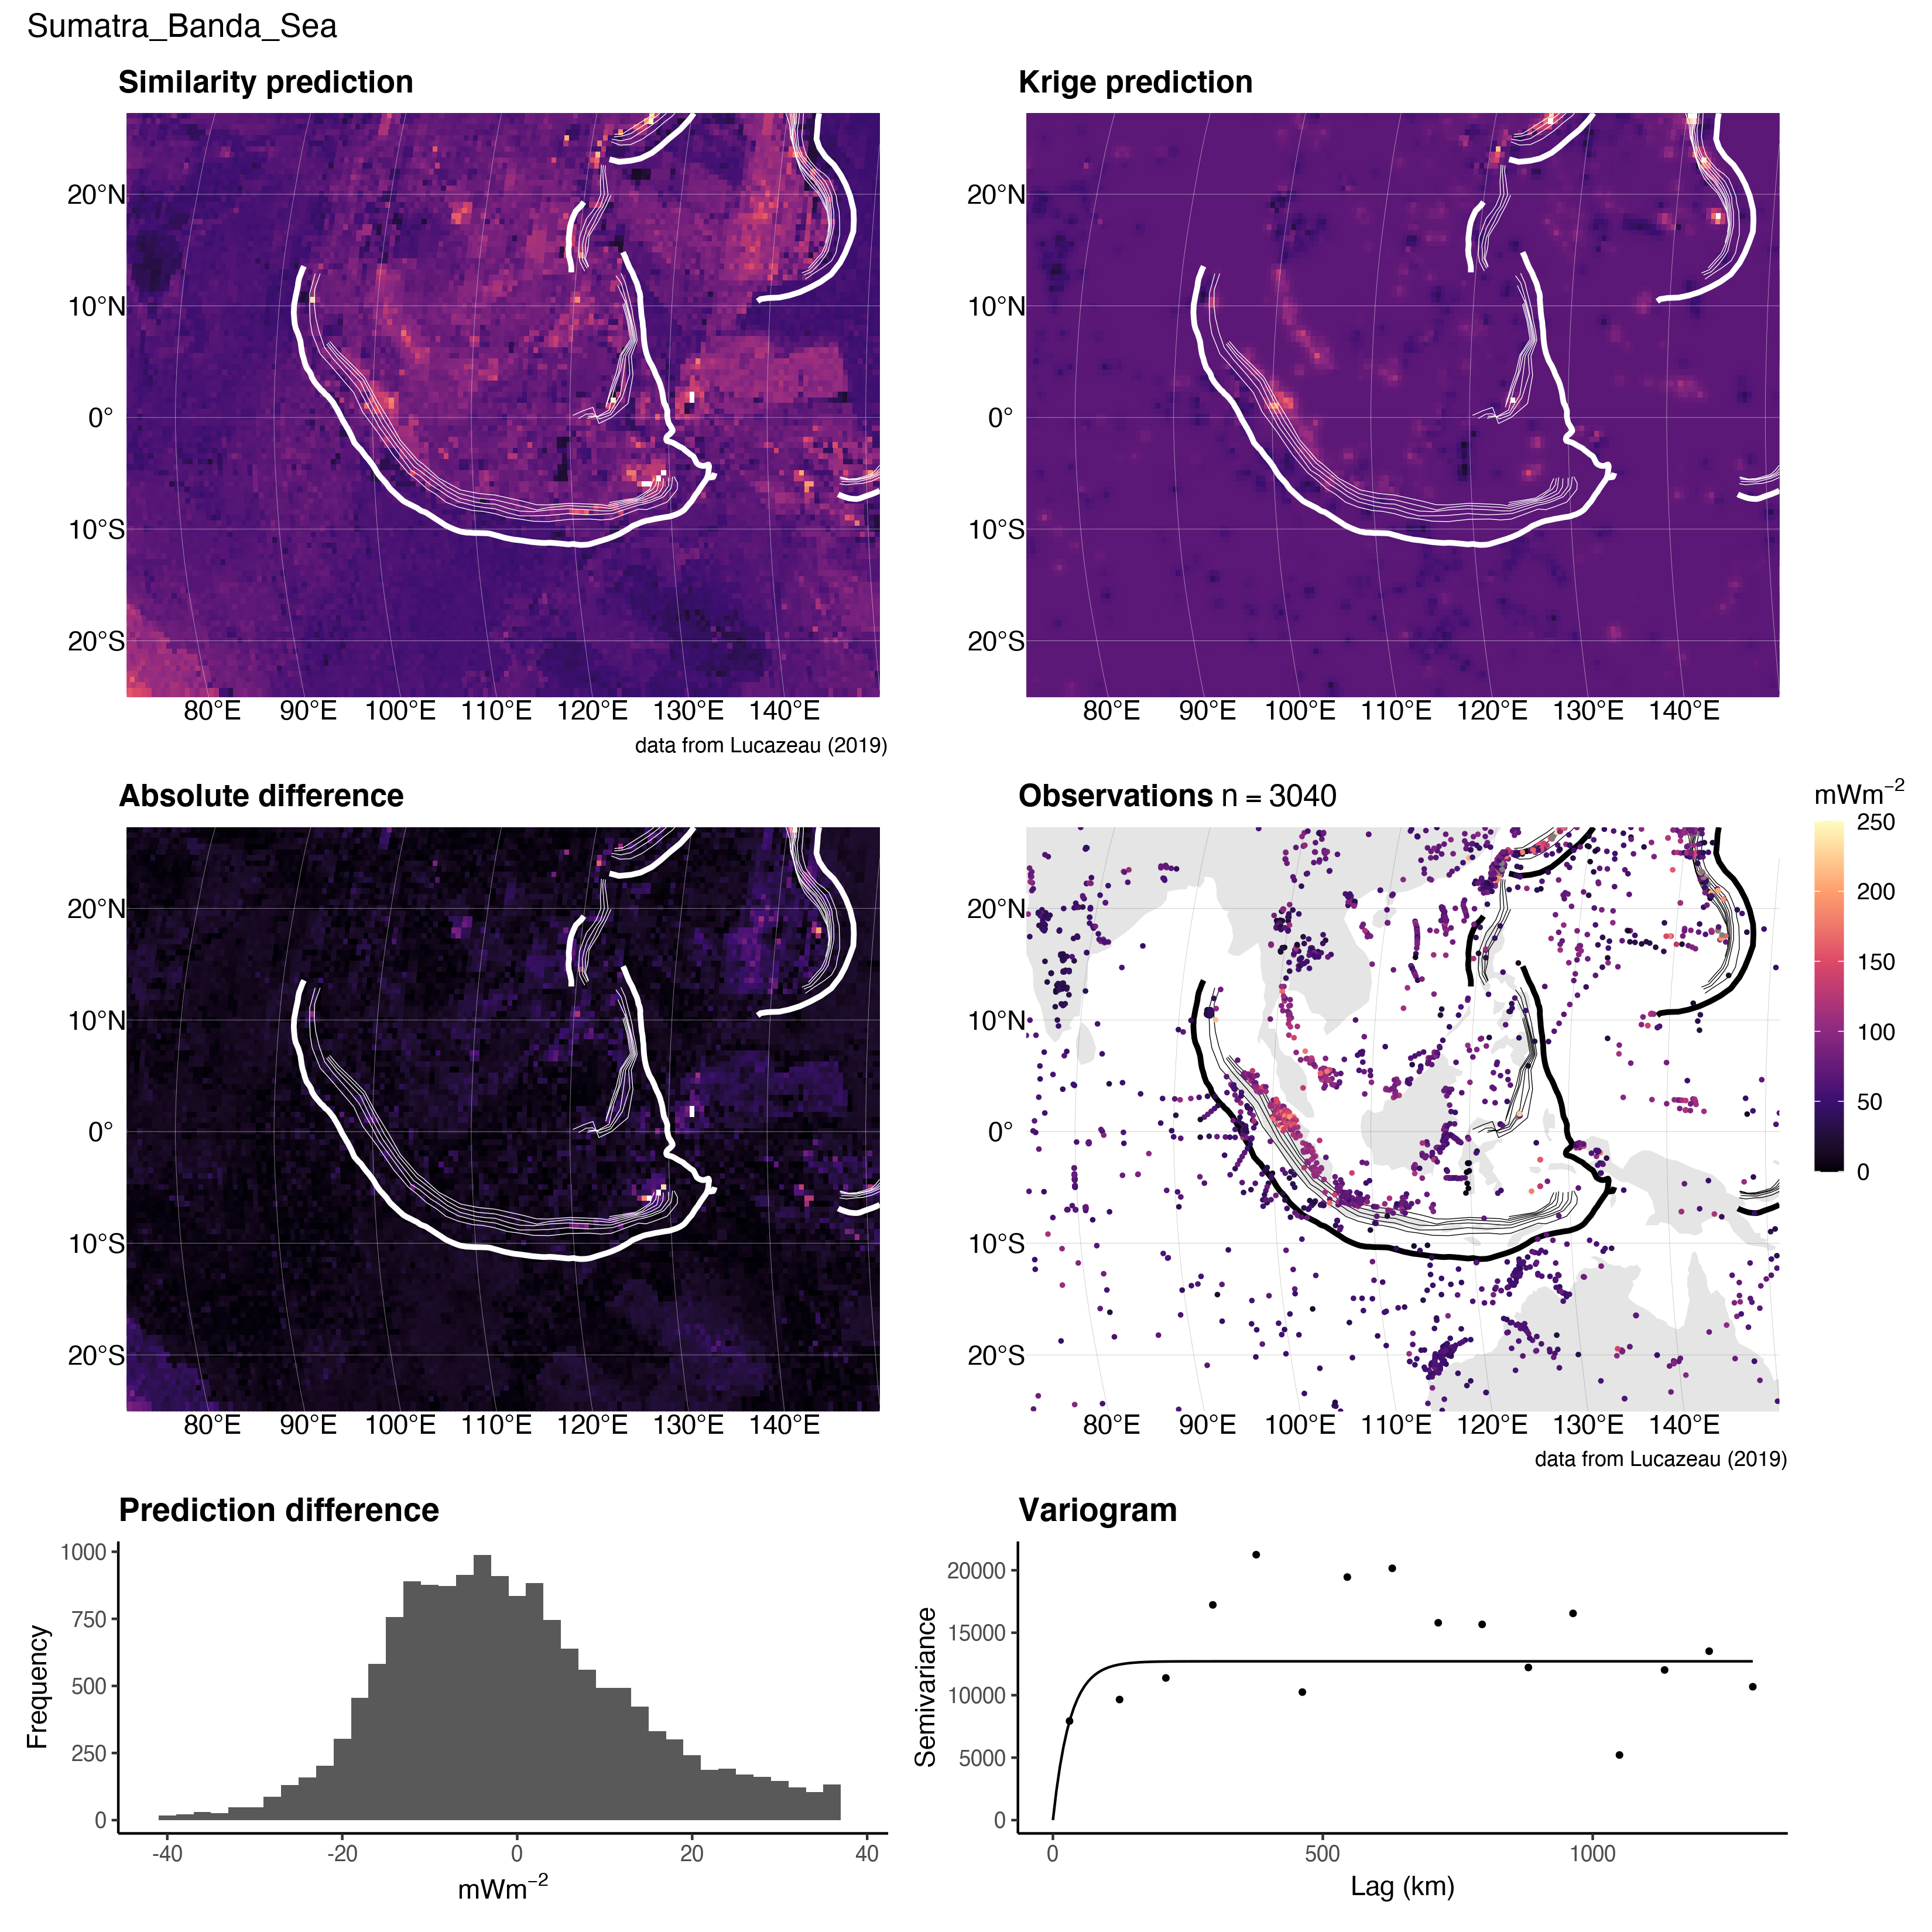 Sumatra_Banda_Sea
Similarity prediction
20°N
10°N
0°
10°S
20°S
80°E 90°E 100°E 110°E 120°E 130°E 140°E
data from Lucazeau (2019)
Krige prediction
20°N
10°N
0°
10°S
20°S
80°E 90°E 100°E 110°E 120°E 130°E 140°E
Absolute difference
20°N
10°N
0°
10°S
20°S
80°E 90°E 100°E 110°E 120°E 130°E 140°E
Observations n = 3040
20°N
10°N
0°
10°S
20°S
80°E 90°E 100°E 110°E 120°E 130°E 140°E
data from Lucazeau (2019)
mWm⁻²
250
200
150
100
50
0
Prediction difference
Frequency
1000
750
500
250
0
-40 -20 0 20 40
mWm⁻²
Variogram
Semivariance
20000
15000
10000
5000
0
0 500 1000
Lag (km)